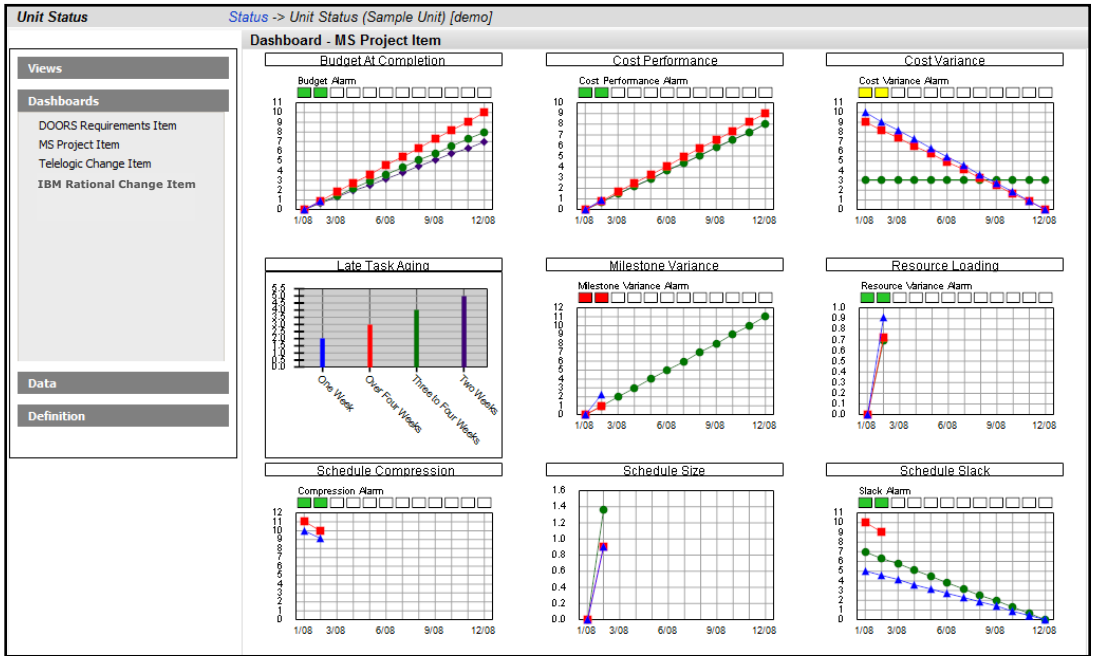 Unit Status
Status -> Unit Status (Sample Unit) [demo]
Dashboard - MS Project Item
Views
Dashboards
DOORS Requirements Item
MS Project Item
Telelogic Change Item
IBM Rational Change Item
Data
Definition
Budget At Completion
Budget Alarm
11
10
9
8
7
6
5
4
3
2
1
0
1/08 3/08 6/08 9/08 12/08
Cost Performance
Cost Performance Alarm
10
9
8
7
6
5
4
3
2
1
0
1/08 3/08 6/08 9/08 12/08
Cost Variance
Cost Variance Alarm
11
10
9
8
7
6
5
4
3
2
1
0
1/08 3/08 6/08 9/08 12/08
Late Task Aging
5.5
5.0
0.5
0.0
One Week
Over Four Weeks
Three to Four Weeks
Two Weeks
Milestone Variance
Milestone Variance Alarm
12
11
10
9
8
7
6
5
4
3
2
1
0
1/08 3/08 6/08 9/08 12/08
Resource Loading
Resource Variance Alarm
1.0
0.9
0.8
0.7
0.6
0.5
0.4
0.3
0.2
0.1
0.0
1/08 3/08 6/08 9/08 12/08
Schedule Compression
Compression Alarm
12
11
10
9
8
7
6
5
4
3
2
1
0
1/08 3/08 6/08 9/08 12/08
Schedule Size
1.6
1.4
1.2
1.0
0.8
0.6
0.4
0.2
0.0
1/08 3/08 6/08 9/08 12/08
Schedule Slack
Slack Alarm
11
10
9
8
7
6
5
4
3
2
1
0
1/08 3/08 6/08 9/08 12/08